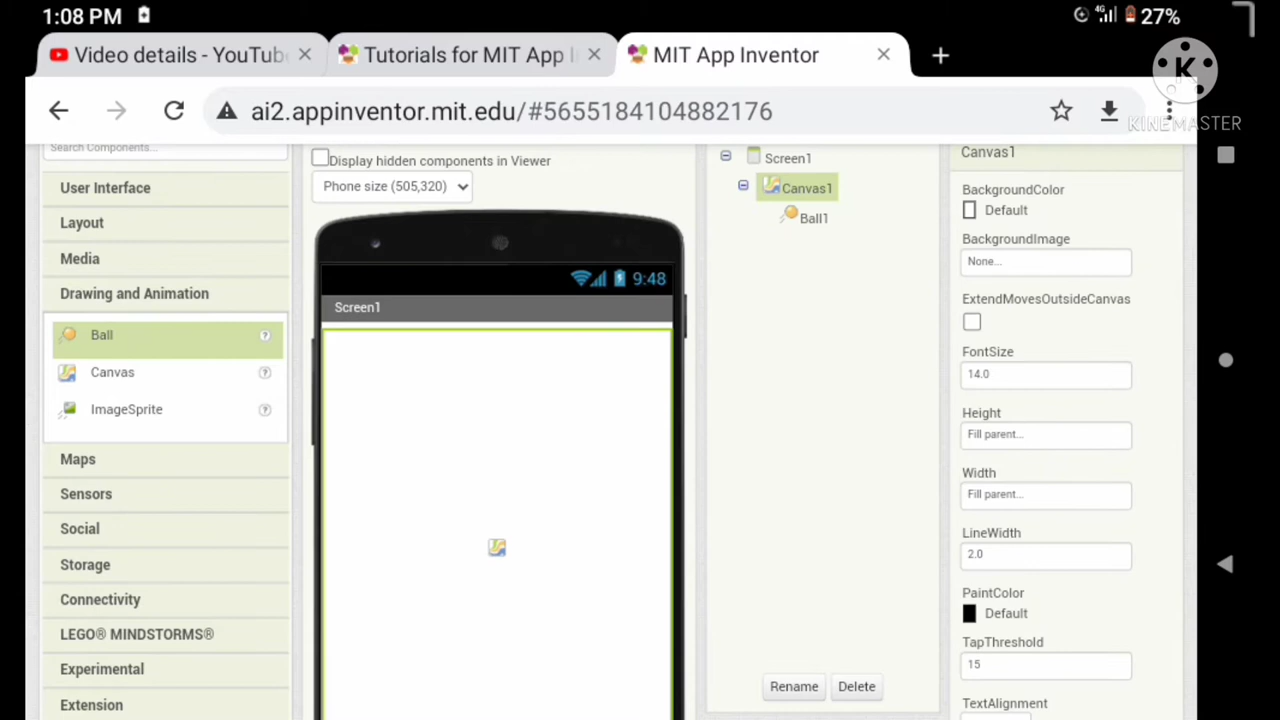 1:08 PM
4G
27%
Video details - YouTub
Tutorials for MIT App I
MIT App Inventor
ai2.appinventor.mit.edu/#5655184104882176
K
KINEMASTER
Search Components...
User Interface
Layout
Media
Drawing and Animation
Ball
?
Canvas
?
ImageSprite
?
Maps
Sensors
Social
Storage
Connectivity
LEGO® MINDSTORMS®
Experimental
Extension
Display hidden components in Viewer
Phone size (505,320)
9:48
Screen1
Screen1
Canvas1
Ball1
Rename
Delete
Canvas1
BackgroundColor
Default
BackgroundImage
None...
ExtendMovesOutsideCanvas
FontSize
14.0
Height
Fill parent...
Width
Fill parent...
LineWidth
2.0
PaintColor
Default
TapThreshold
15
TextAlignment